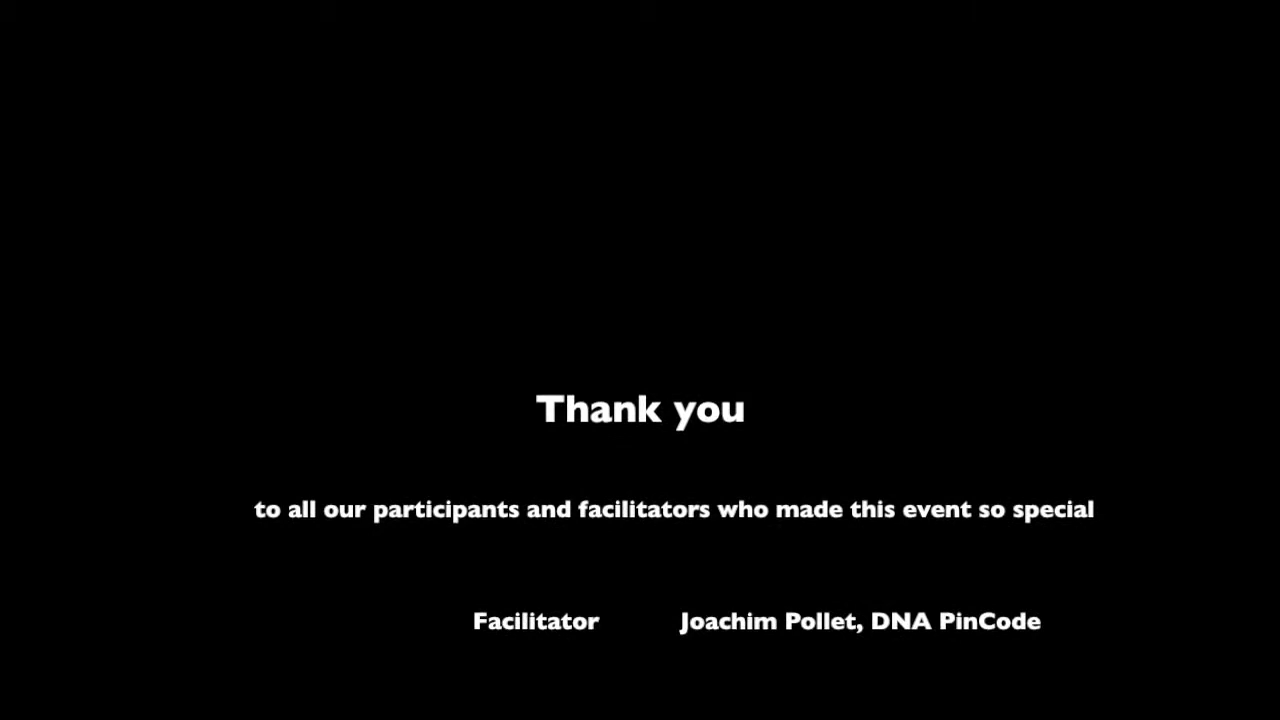 Thank you
to all our participants and facilitators who made this event so special
Facilitator Joachim Pollet, DNA PinCode